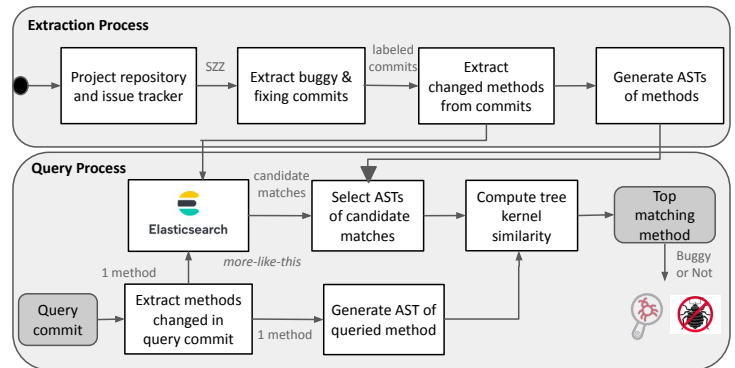 Extraction Process
Project repository
and issue tracker
SZZ
Extract buggy &
fixing commits
labeled
commits
Extract
changed methods
from commits
Generate ASTs
of methods
Query Process
Elasticsearch
candidate
matches
Select ASTs
of candidate
matches
Compute tree
kernel
similarity
Top
matching
method
more-like-this
1 method
Buggy
or Not
Query
commit
Extract methods
changed in
query commit
1 method
Generate AST of
queried method